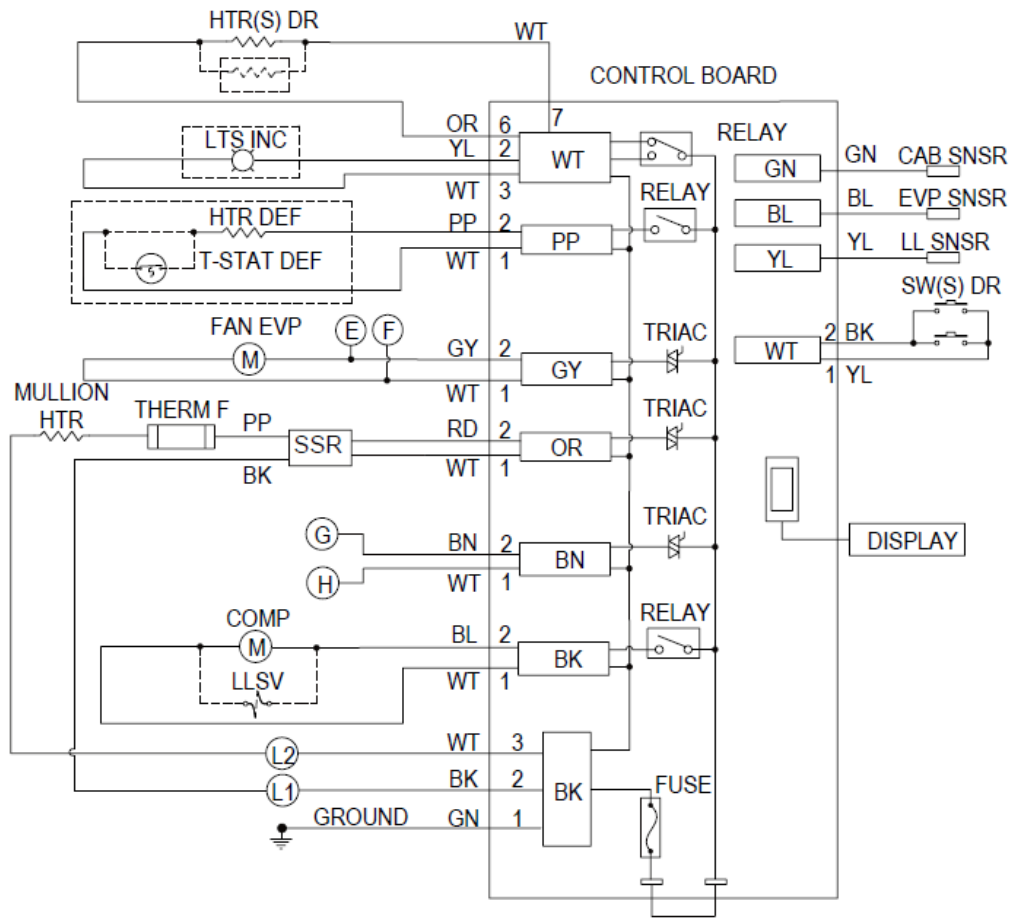 HTR(S) DR
WT
CONTROL BOARD
7
OR 6
RELAY
LTS INC
YL 2
WT
GN
GN
CAB SNSR
WT 3
RELAY
HTR DEF
PP 2
PP
BL
BL
EVP SNSR
T-STAT DEF
WT 1
YL
YL
LL SNSR
SW(S) DR
FAN EVP
E
F
TRIAC
M
GY 2
GY
WT
2 BK
WT 1
1 YL
MULLION
HTR
THERM F
PP
TRIAC
SSR
RD 2
OR
BK
WT 1
TRIAC
G
BN 2
BN
DISPLAY
H
WT 1
COMP
RELAY
M
BL 2
BK
LLSV
WT 1
L2
WT 3
L1
BK 2
BK
FUSE
GROUND
GN 1